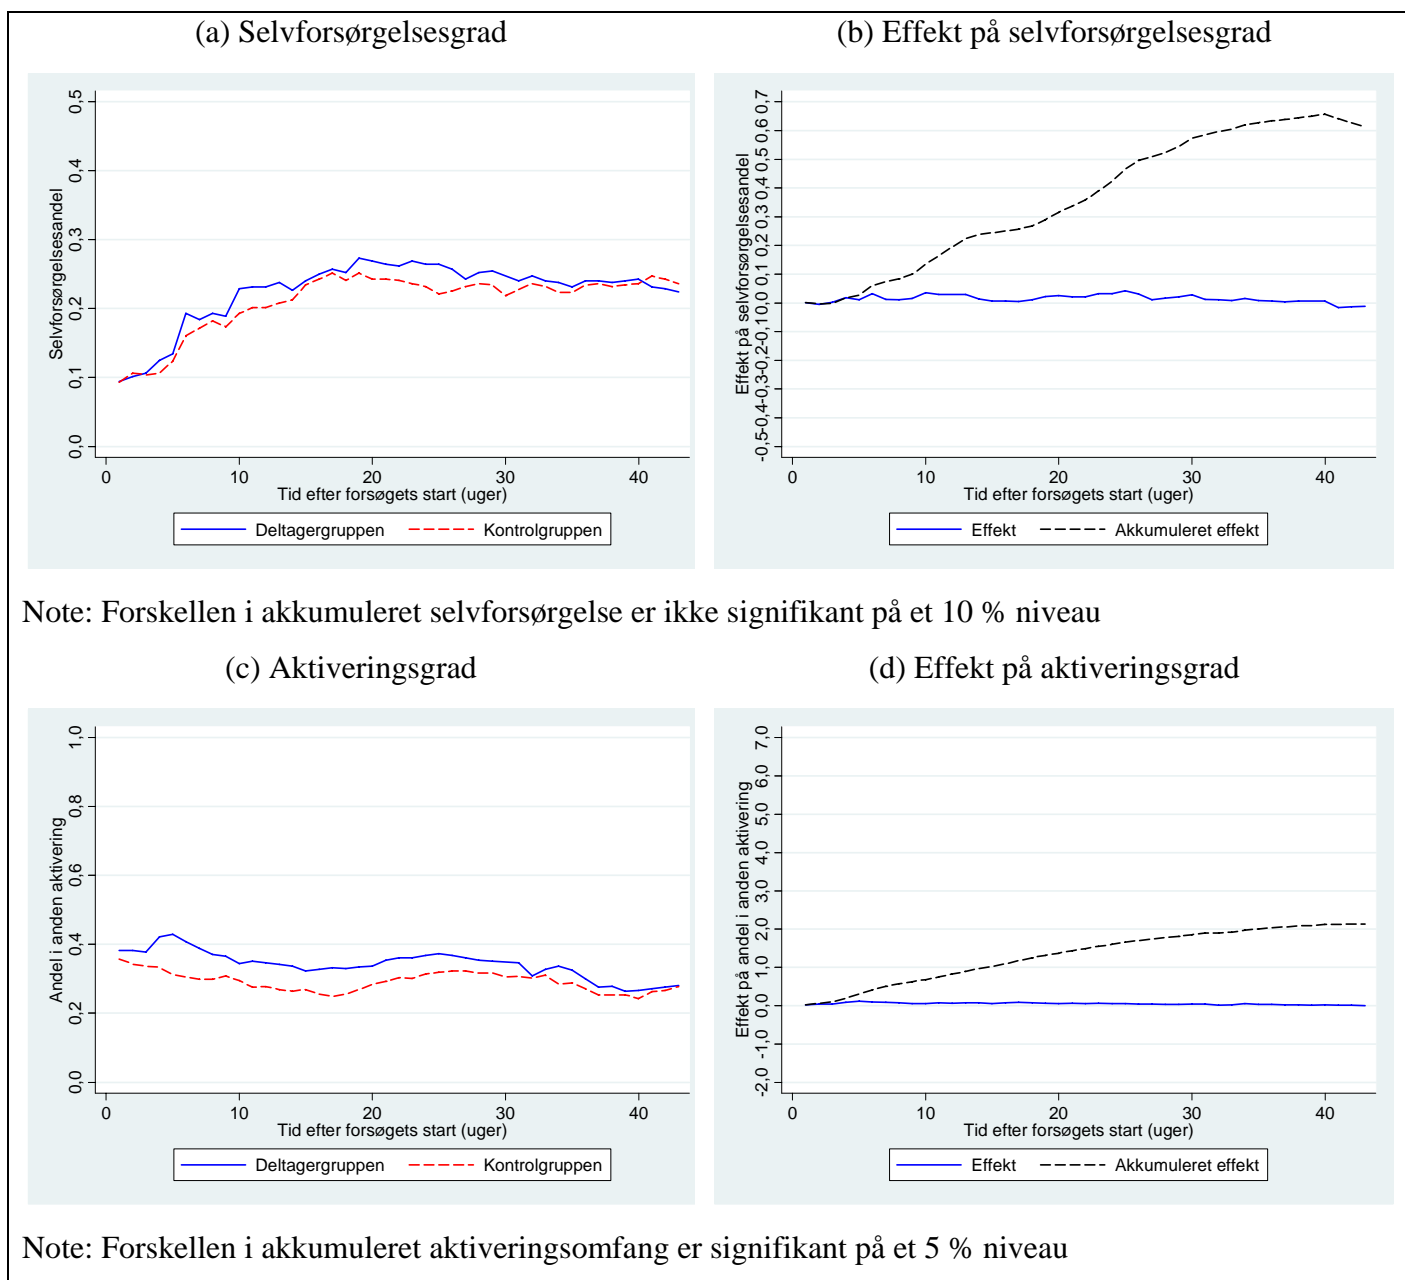 (a) Selvforsørgelsesgrad
0,5
0,4
0,3
0,2
0,1
0,0
Selvforsørgelsesandel
0 10 20 30 40
Tid efter forsøgets start (uger)
Deltagergruppen Kontrolgruppen
(b) Effekt på selvforsørgelsesgrad
0,7
0,6
0,5
0,4
0,3
0,2
0,1
0,0
-0,1
-0,2
-0,3
-0,4
-0,5
Effekt på selvforsørgelsesandel
0 10 20 30 40
Tid efter forsøgets start (uger)
Effekt Akkumuleret effekt
Note: Forskellen i akkumuleret selvforsørgelse er ikke signifikant på et 10 % niveau
(c) Aktiveringsgrad
1,0
0,8
0,6
0,4
0,2
0,0
Andel i anden aktivering
0 10 20 30 40
Tid efter forsøgets start (uger)
Deltagergruppen Kontrolgruppen
(d) Effekt på aktiveringsgrad
7,0
6,0
5,0
4,0
3,0
2,0
1,0
0,0
-1,0
-2,0
Effekt på andel i anden aktivering
0 10 20 30 40
Tid efter forsøgets start (uger)
Effekt Akkumuleret effekt
Note: Forskellen i akkumuleret aktiveringsomfang er signifikant på et 5 % niveau